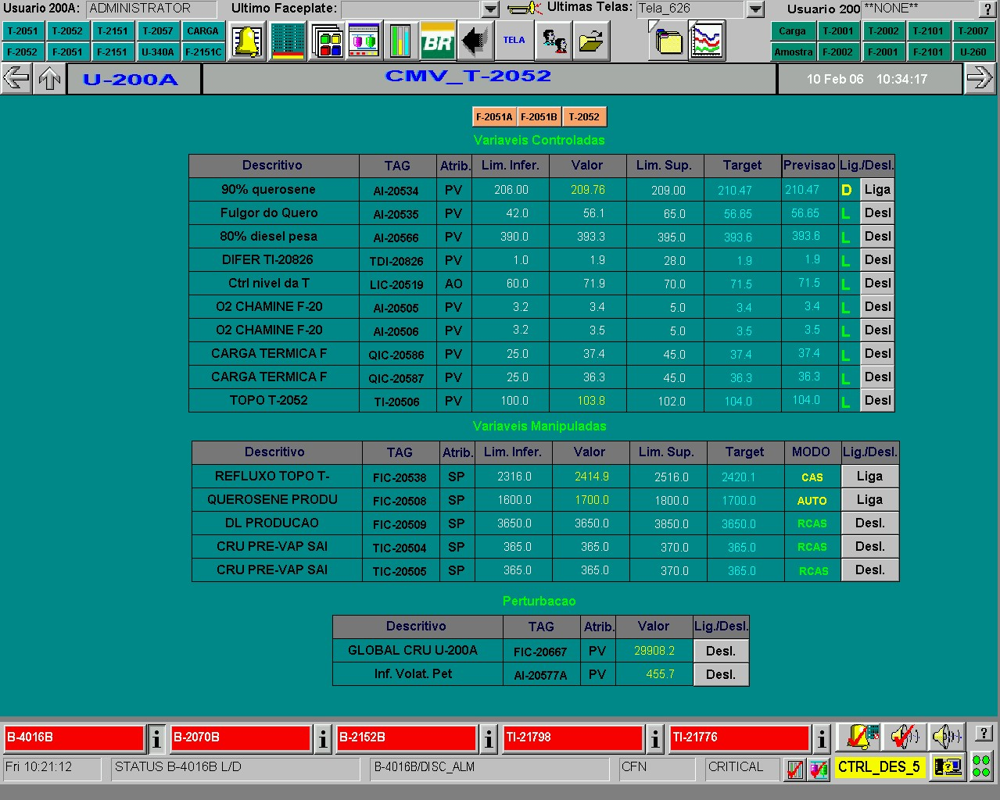 Usuario 200A: ADMINISTRATOR Ultimo Faceplate: Ultimas Telas: Tela_626 Usuario 200 **NONE** ?
T-2051 T-2052 T-2151 T-2057 CARGA Carga T-2001 T-2002 T-2101 T-2007
BR TELA
F-2052 F-2051 F-2151 U-340A F-2151C Amostra F-2002 F-2001 F-2101 U-260
U-200A CMV_T-2052 10 Feb 06 10:34:17
F-2051A F-2051B T-2052
Variaveis Controladas
Descritivo TAG Atrib. Lim. Infer. Valor Lim. Sup. Target Previsao Lig./Desl.
90% querosene AI-20534 PV 206.00 209.76 209.00 210.47 210.47 D Liga
Fulgor do Quero AI-20535 PV 42.0 56.1 65.0 56.65 56.65 L Desl
80% diesel pesa AI-20566 PV 390.0 393.3 395.0 393.6 393.6 L Desl
DIFER TI-20826 TDI-20826 PV 1.0 1.9 28.0 1.9 1.9 L Desl
Ctrl nivel da T LIC-20519 AO 60.0 71.9 70.0 71.5 71.5 L Desl
O2 CHAMINE F-20 AI-20505 PV 3.2 3.4 5.0 3.4 3.4 L Desl
O2 CHAMINE F-20 AI-20506 PV 3.2 3.5 5.0 3.5 3.5 L Desl
CARGA TERMICA F QIC-20586 PV 25.0 37.4 45.0 37.4 37.4 L Desl
CARGA TERMICA F QIC-20587 PV 25.0 36.3 45.0 36.3 36.3 L Desl
TOPO T-2052 TI-20506 PV 100.0 103.8 102.0 104.0 104.0 L Desl
Variaveis Manipuladas
Descritivo TAG Atrib. Lim. Infer. Valor Lim. Sup. Target MODO Lig./Desl.
REFLUXO TOPO T- FIC-20538 SP 2316.0 2414.9 2516.0 2420.1 CAS Liga
QUEROSENE PRODU FIC-20508 SP 1600.0 1700.0 1800.0 1700.0 AUTO Liga
DL PRODUCAO FIC-20509 SP 3650.0 3650.0 3850.0 3650.0 RCAS Desl.
CRU PRE-VAP SAI TIC-20504 SP 365.0 365.0 370.0 365.0 RCAS Desl.
CRU PRE-VAP SAI TIC-20505 SP 365.0 365.0 370.0 365.0 RCAS Desl.
Perturbacao
Descritivo TAG Atrib. Valor Lig./Desl.
GLOBAL CRU U-200A FIC-20667 PV 29908.2 Desl.
Inf. Volat. Pet AI-20577A PV 455.7 Desl.
B-4016B i B-2070B i B-2152B i TI-21798 i TI-21776 i ?
Fri 10:21:12 STATUS B-4016B L/D B-4016B/DISC_ALM CFN CRITICAL CTRL_DES_5 ?